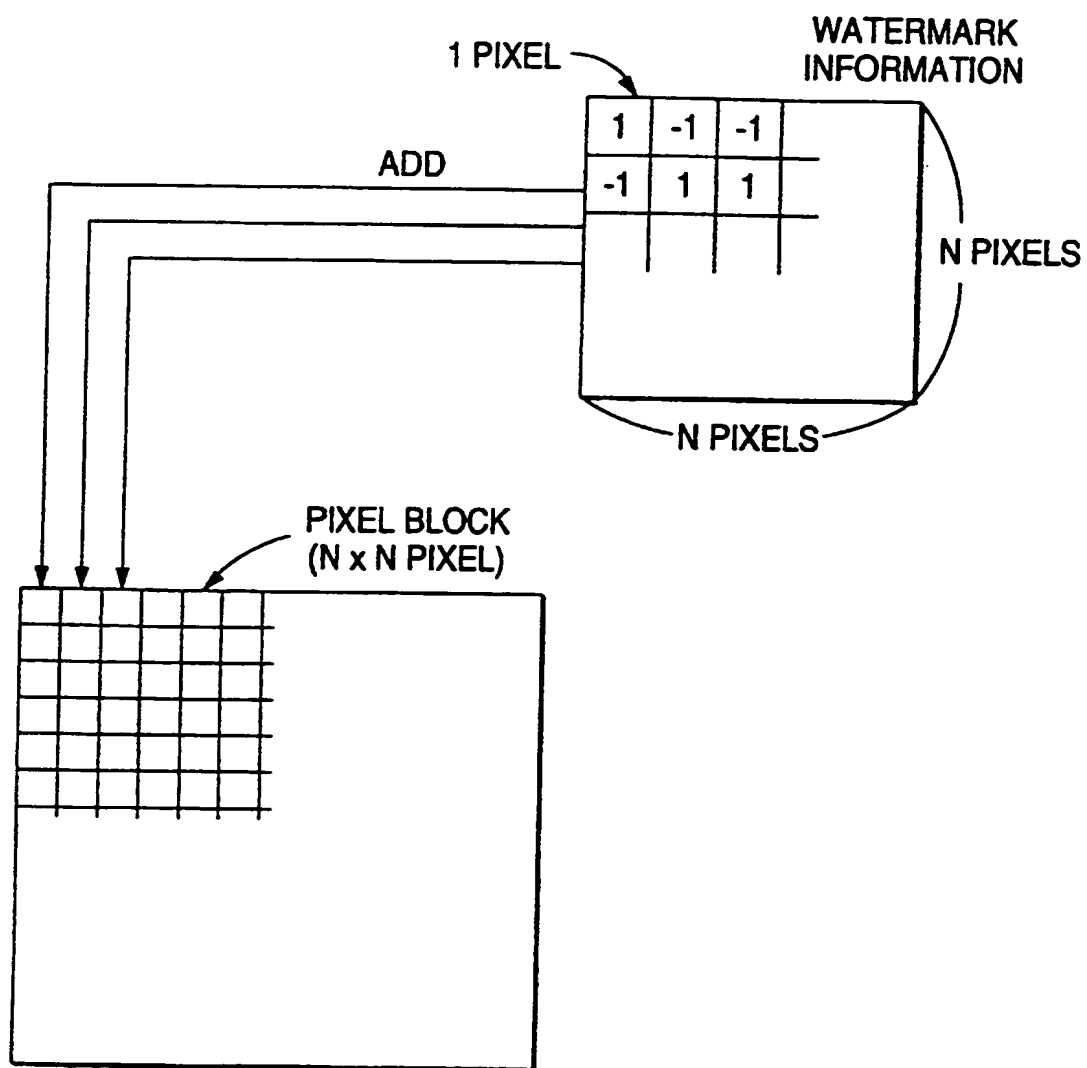 WATERMARK
INFORMATION
1 PIXEL
1 -1 -1
ADD
-1 1 1
N PIXELS
N PIXELS
PIXEL BLOCK
(N x N PIXEL)